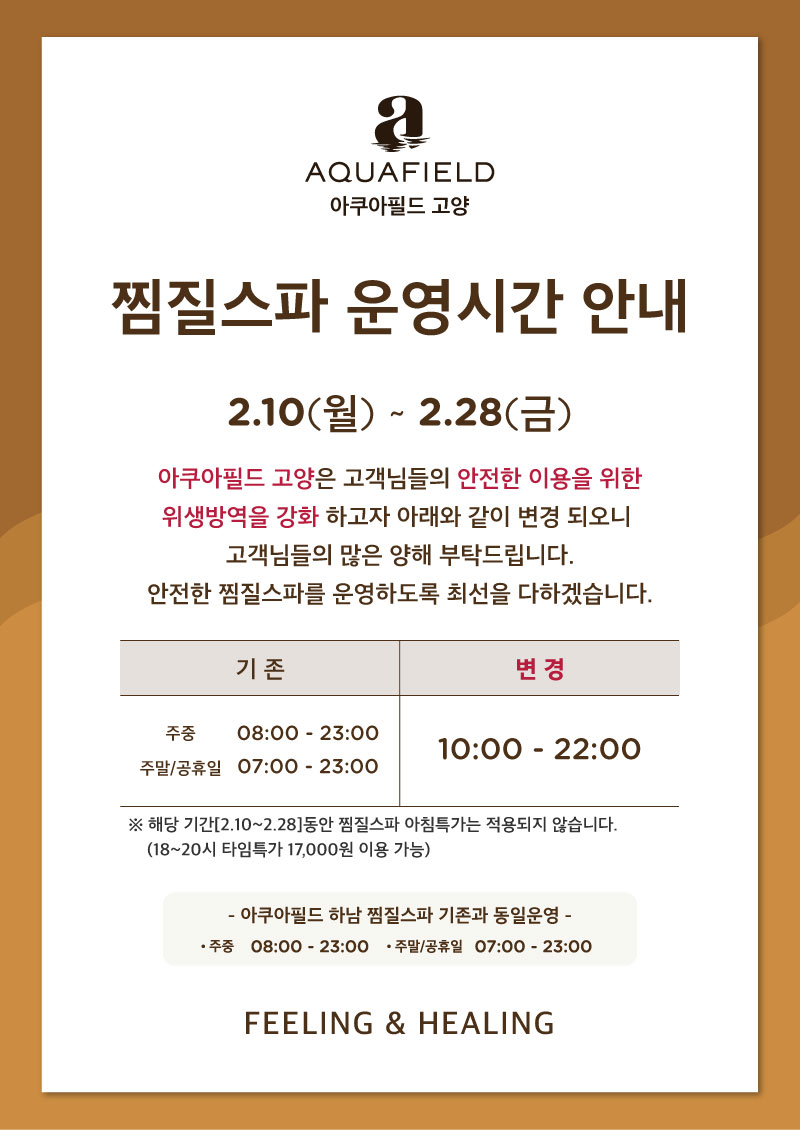 a
AQUAFIELD
아쿠아필드 고양
찜질스파 운영시간 안내
2.10(월) ~ 2.28(금)
아쿠아필드 고양은 고객님들의 안전한 이용을 위한
위생방역을 강화 하고자 아래와 같이 변경 되오니
고객님들의 많은 양해 부탁드립니다.
안전한 찜질스파를 운영하도록 최선을 다하겠습니다.
기 존 변 경
주중 08:00 - 23:00
주말/공휴일 07:00 - 23:00
10:00 - 22:00
※ 해당 기간[2.10~2.28]동안 찜질스파 아침특가는 적용되지 않습니다.
(18~20시 타임특가 17,000원 이용 가능)
- 아쿠아필드 하남 찜질스파 기존과 동일운영 -
• 주중 08:00 - 23:00 • 주말/공휴일 07:00 - 23:00
FEELING & HEALING